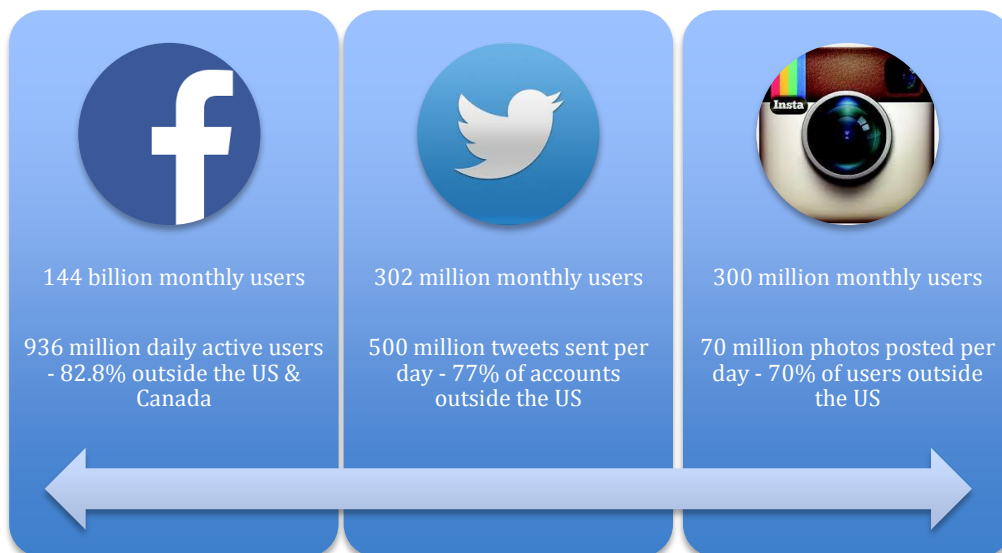 Insta
144 billion monthly users
936 million daily active users
- 82.8% outside the US &
Canada
302 million monthly users
500 million tweets sent per
day - 77% of accounts
outside the US
300 million monthly users
70 million photos posted per
day - 70% of users outside
the US